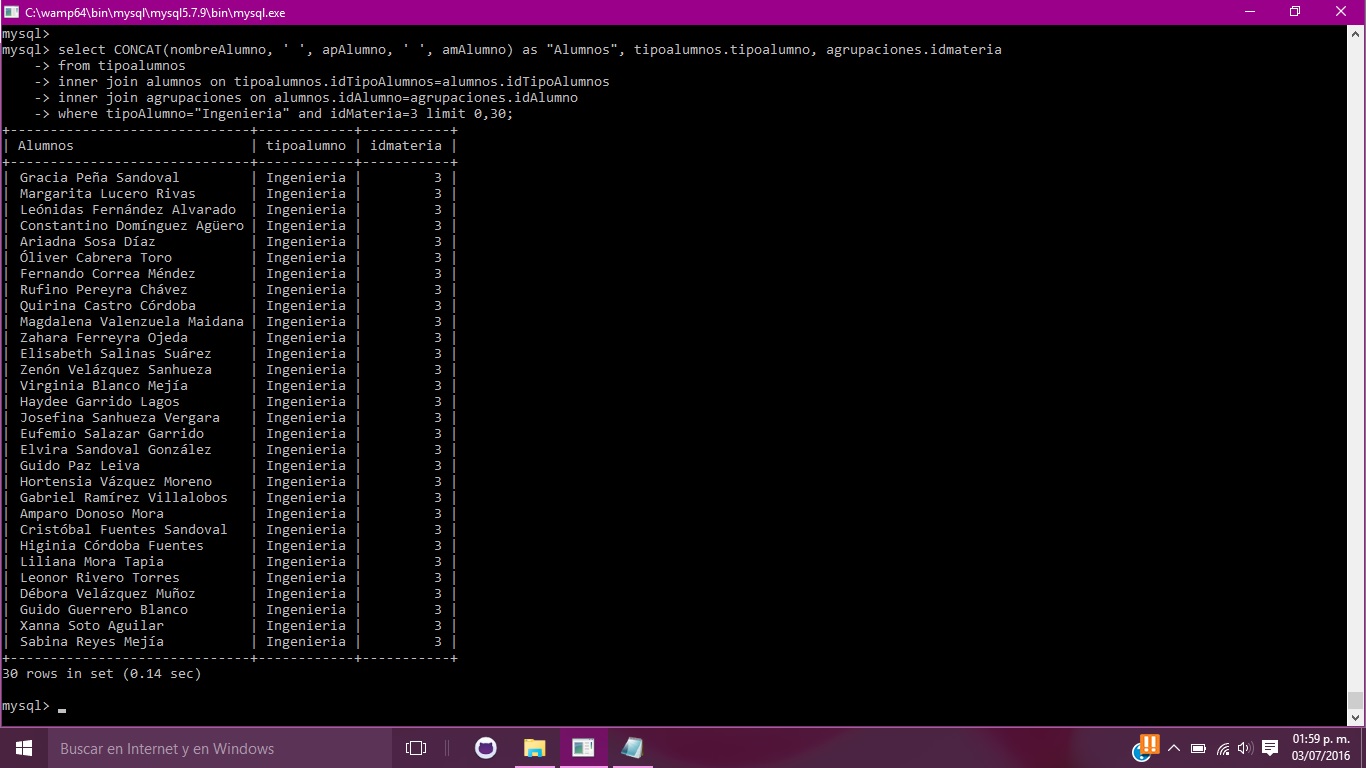 C:\wamp64\bin\mysql\mysql5.7.9\bin\mysql.exe
mysql>
mysql> select CONCAT(nombreAlumno, ' ', apAlumno, ' ', amAlumno) as "Alumnos", tipoalumnos.tipoalumno, agrupaciones.idmateria
    -> from tipoalumnos
    -> inner join alumnos on tipoalumnos.idTipoAlumnos=alumnos.idTipoAlumnos
    -> inner join agrupaciones on alumnos.idAlumno=agrupaciones.idAlumno
    -> where tipoAlumno="Ingenieria" and idMateria=3 limit 0,30;
+------------------------------+------------+-----------+
| Alumnos                      | tipoalumno | idmateria |
+------------------------------+------------+-----------+
| Gracia Peña Sandoval         | Ingenieria |         3 |
| Margarita Lucero Rivas       | Ingenieria |         3 |
| Leónidas Fernández Alvarado  | Ingenieria |         3 |
| Constantino Domínguez Agüero | Ingenieria |         3 |
| Ariadna Sosa Díaz            | Ingenieria |         3 |
| Óliver Cabrera Toro          | Ingenieria |         3 |
| Fernando Correa Méndez       | Ingenieria |         3 |
| Rufino Pereyra Chávez        | Ingenieria |         3 |
| Quirina Castro Córdoba       | Ingenieria |         3 |
| Magdalena Valenzuela Maidana | Ingenieria |         3 |
| Zahara Ferreyra Ojeda        | Ingenieria |         3 |
| Elisabeth Salinas Suárez     | Ingenieria |         3 |
| Zenón Velázquez Sanhueza     | Ingenieria |         3 |
| Virginia Blanco Mejía        | Ingenieria |         3 |
| Haydee Garrido Lagos         | Ingenieria |         3 |
| Josefina Sanhueza Vergara    | Ingenieria |         3 |
| Eufemio Salazar Garrido      | Ingenieria |         3 |
| Elvira Sandoval González     | Ingenieria |         3 |
| Guido Paz Leiva              | Ingenieria |         3 |
| Hortensia Vázquez Moreno     | Ingenieria |         3 |
| Gabriel Ramírez Villalobos   | Ingenieria |         3 |
| Amparo Donoso Mora           | Ingenieria |         3 |
| Cristóbal Fuentes Sandoval   | Ingenieria |         3 |
| Higinia Córdoba Fuentes      | Ingenieria |         3 |
| Liliana Mora Tapia           | Ingenieria |         3 |
| Leonor Rivero Torres         | Ingenieria |         3 |
| Débora Velázquez Muñoz       | Ingenieria |         3 |
| Guido Guerrero Blanco        | Ingenieria |         3 |
| Xanna Soto Aguilar           | Ingenieria |         3 |
| Sabina Reyes Mejía           | Ingenieria |         3 |
+------------------------------+------------+-----------+
30 rows in set (0.14 sec)
mysql> _
Buscar en Internet y en Windows
01:59 p. m.
03/07/2016